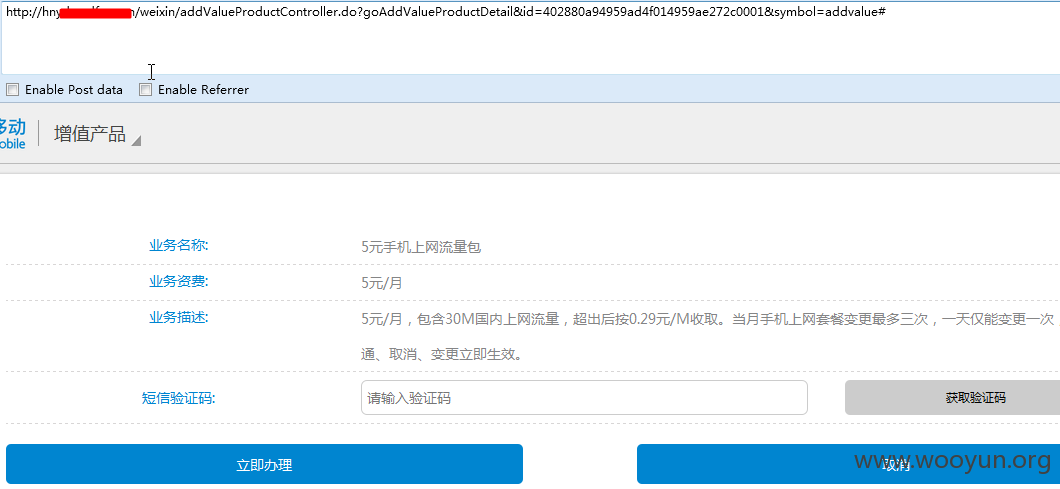 http://hny n/weixin/addValueProductController.do?goAddValueProductDetail&id=402880a94959ad4f014959ae272c0001&symbol=addvalue#
Enable Post data Enable Referrer
移动
obile
增值产品
业务名称: 5元手机上网流量包
业务资费: 5元/月
业务描述: 5元/月，包含30M国内上网流量，超出后按0.29元/M收取。当月手机上网套餐变更最多三次，一天仅能变更一次
通、取消、变更立即生效。
短信验证码: 请输入验证码 获取验证码
立即办理 取消
www.wooyun.org